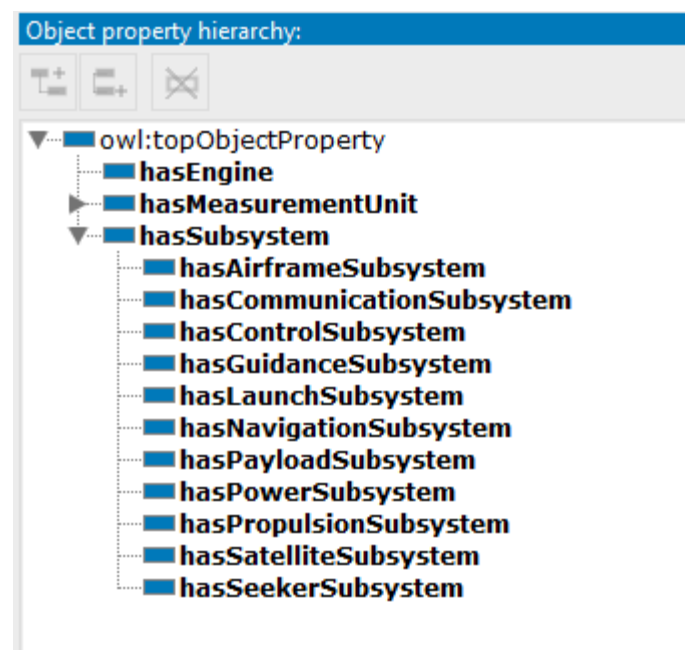 Object property hierarchy:
owl:topObjectProperty
hasEngine
hasMeasurementUnit
hasSubsystem
hasAirframeSubsystem
hasCommunicationSubsystem
hasControlSubsystem
hasGuidanceSubsystem
hasLaunchSubsystem
hasNavigationSubsystem
hasPayloadSubsystem
hasPowerSubsystem
hasPropulsionSubsystem
hasSatelliteSubsystem
hasSeekerSubsystem